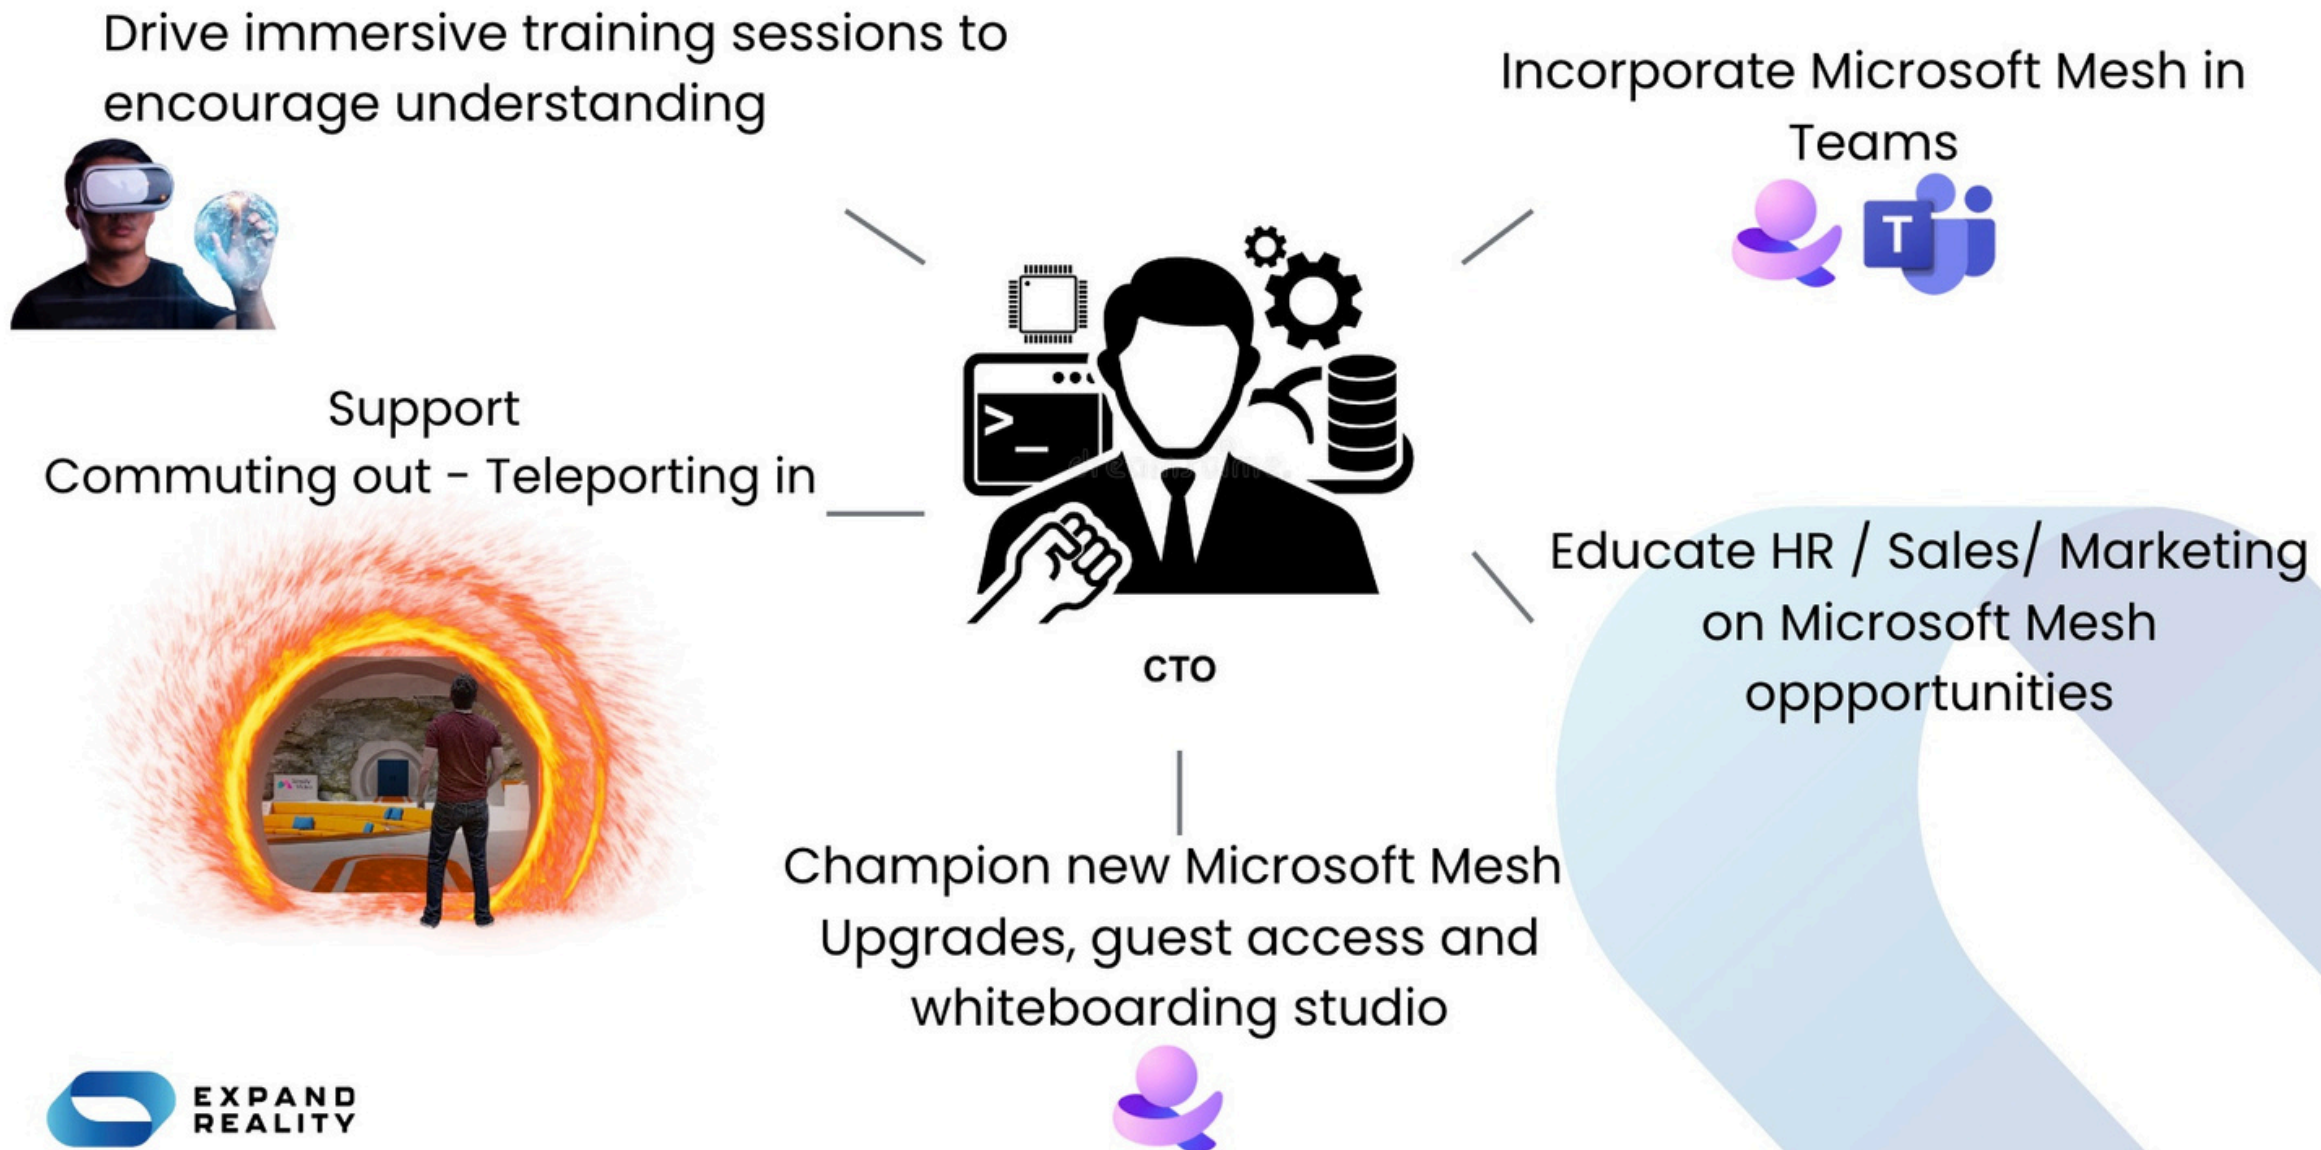 Drive immersive training sessions to
encourage understanding
Incorporate Microsoft Mesh in
Teams
T
Support
Commuting out - Teleporting in
>_
dreamstime.
CTO
Educate HR / Sales/ Marketing
on Microsoft Mesh
oppportunities
Champion new Microsoft Mesh
Upgrades, guest access and
whiteboarding studio
EXPAND
REALITY